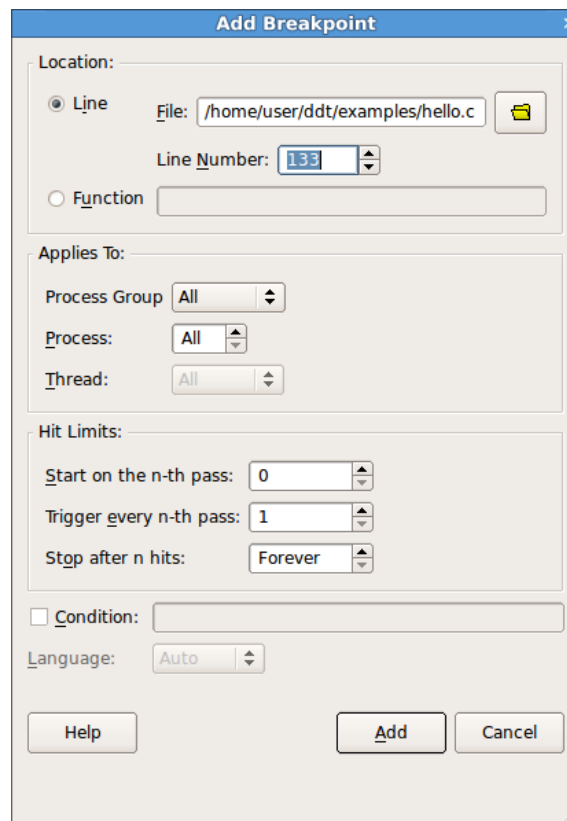 Add Breakpoint
Location:
Line
File: /home/user/ddt/examples/hello.c
Line Number: 133
Function
Applies To:
Process Group All
Process: All
Thread: All
Hit Limits:
Start on the n-th pass: 0
Trigger every n-th pass: 1
Stop after n hits: Forever
Condition:
Language: Auto
Help Add Cancel